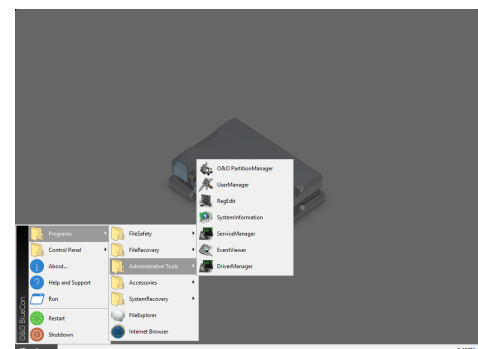 O&O PartitionManager
UserManager
RegEdit
SystemInformation
ServiceManager
EventViewer
DriverManager
FileSafety
FileRecovery
Administrative Tools
Accessories
SystemRecovery
FileExplorer
Internet Browser
Programs
Control Panel
About...
Help and Support
Run
Restart
Shutdown
O&O BlueCon